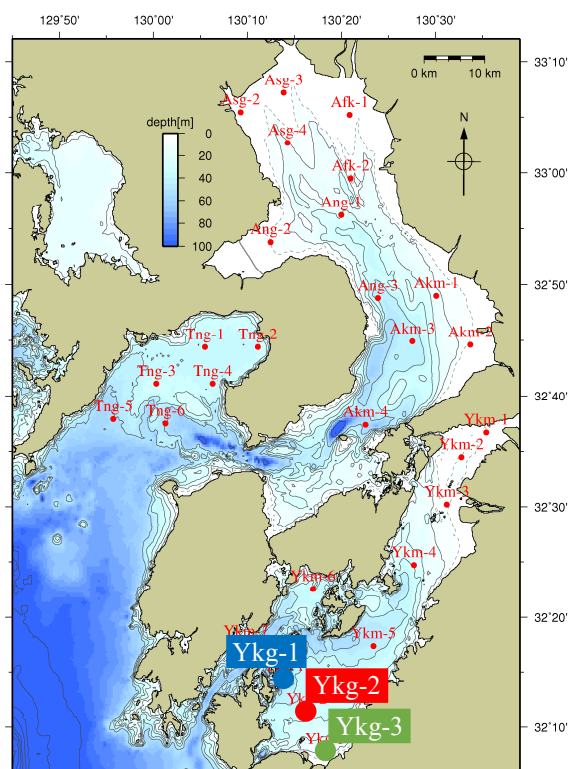 129˚50' 130˚00' 130˚10' 130˚20' 130˚30'
33˚10'
33˚00'
32˚50'
32˚40'
32˚30'
32˚20'
32˚10'
0 km 10 km
N
depth[m]
0
20
40
60
80
100
Asg-3
Asg-2
Afk-1
Asg-4
Afk-2
Ang-1
Ang-2
Ang-3
Akm-1
Akm-3
Akm-2
Tng-1
Tng-2
Tng-3
Tng-4
Tng-5
Tng-6
Akm-4
Ykm-1
Ykm-2
Ykm-3
Ykm-4
Ykm-6
Ykm-7
Ykm-5
Ykg-1
Ykg-2
Ykg-3